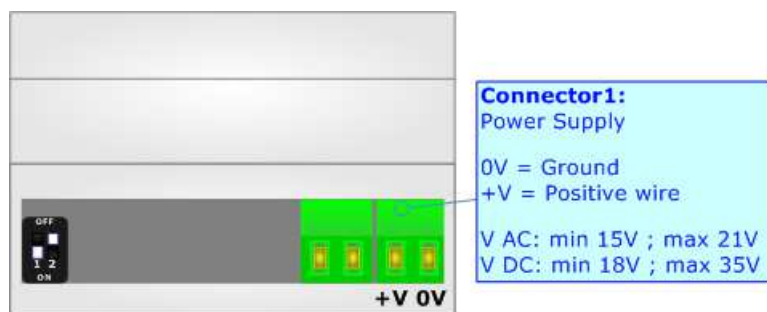 OFF
1 2
ON
+V 0V
Connector1:
Power Supply
0V = Ground
+V = Positive wire
V AC: min 15V ; max 21V
V DC: min 18V ; max 35V